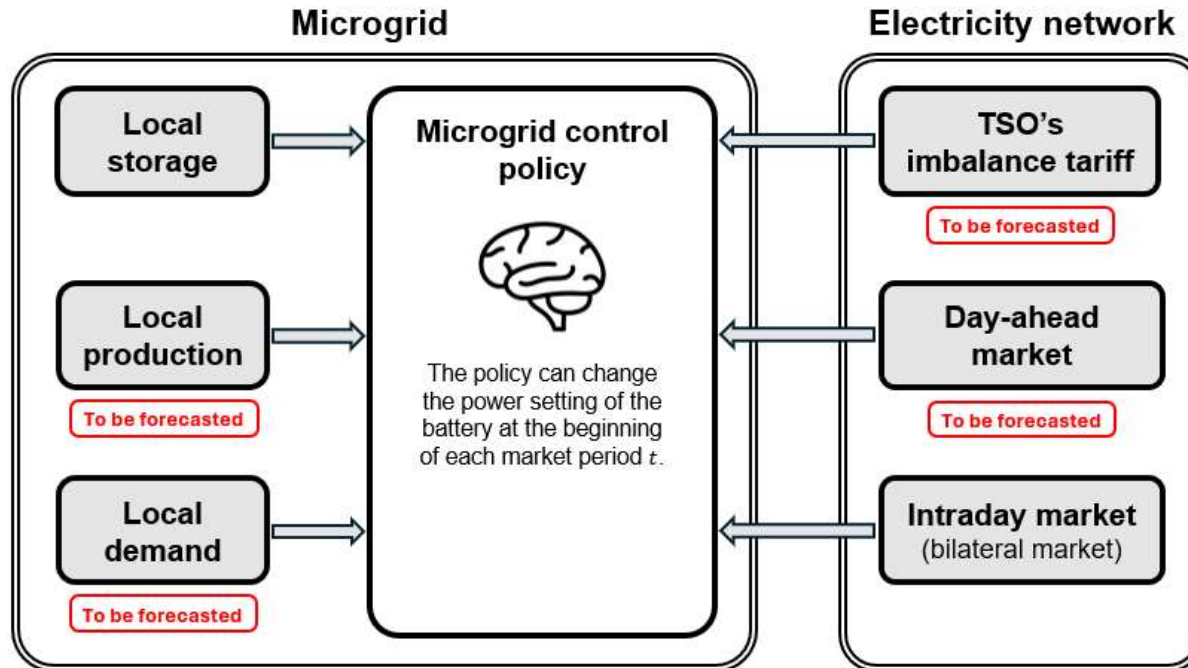 Microgrid
Electricity network
Local
storage
Local
production
To be forecasted
Local
demand
To be forecasted
Microgrid control
policy
The policy can change
the power setting of the
battery at the beginning
of each market period t.
TSO's
imbalance tariff
To be forecasted
Day-ahead
market
To be forecasted
Intraday market
(bilateral market)